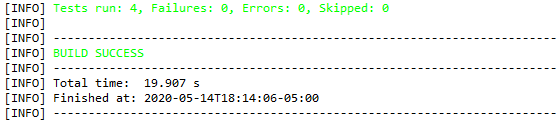 [INFO] Tests run: 4, Failures: 0, Errors: 0, Skipped: 0
[INFO]
[INFO] ------------------------------------------------------------------------
[INFO] BUILD SUCCESS
[INFO] ------------------------------------------------------------------------
[INFO] Total time:  19.907 s
[INFO] Finished at: 2020-05-14T18:14:06-05:00
[INFO] ------------------------------------------------------------------------